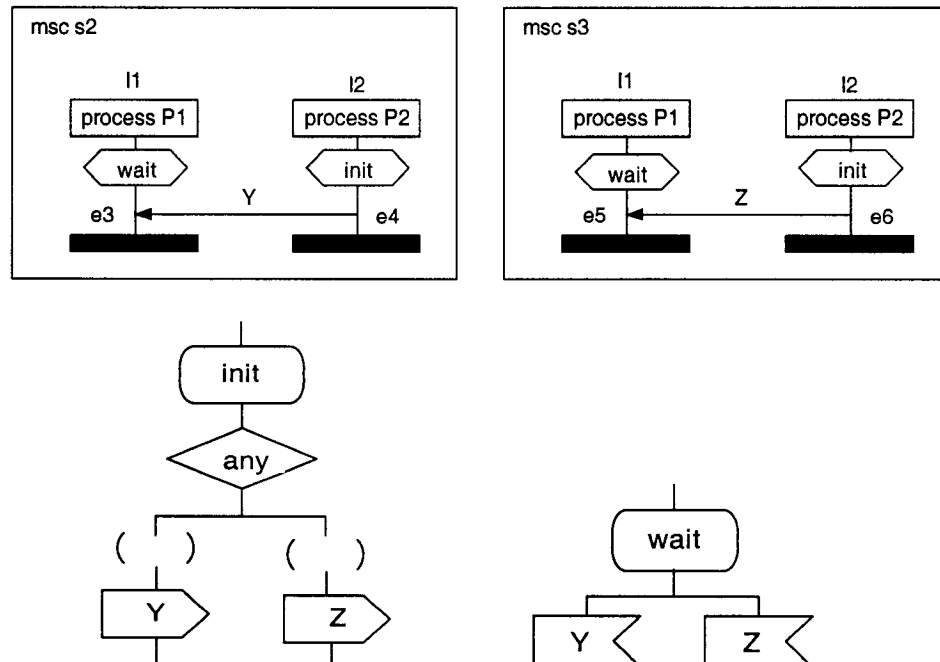 msc s2
I1 I2
process P1 process P2
wait init
Y
e3 e4
msc s3
I1 I2
process P1 process P2
wait init
Z
e5 e6
init
any
( ) ( )
Y Z
wait
Y Z